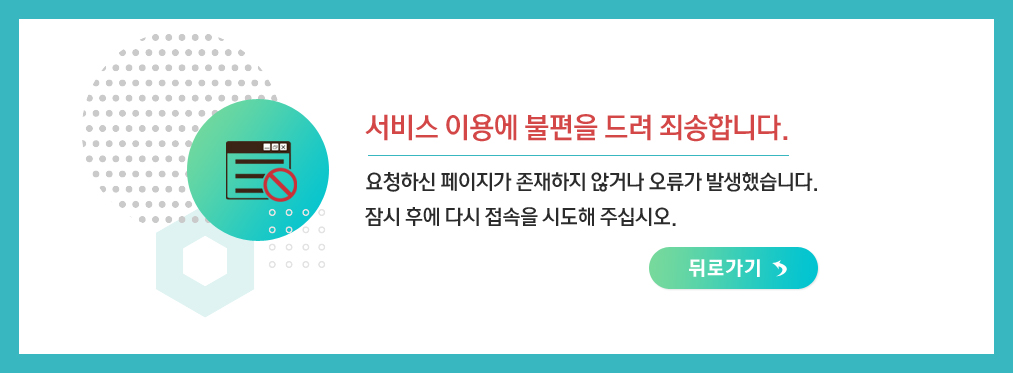 서비스 이용에 불편을 드려 죄송합니다.
요청하신 페이지가 존재하지 않거나 오류가 발생했습니다.
잠시 후에 다시 접속을 시도해 주십시오.
뒤로가기